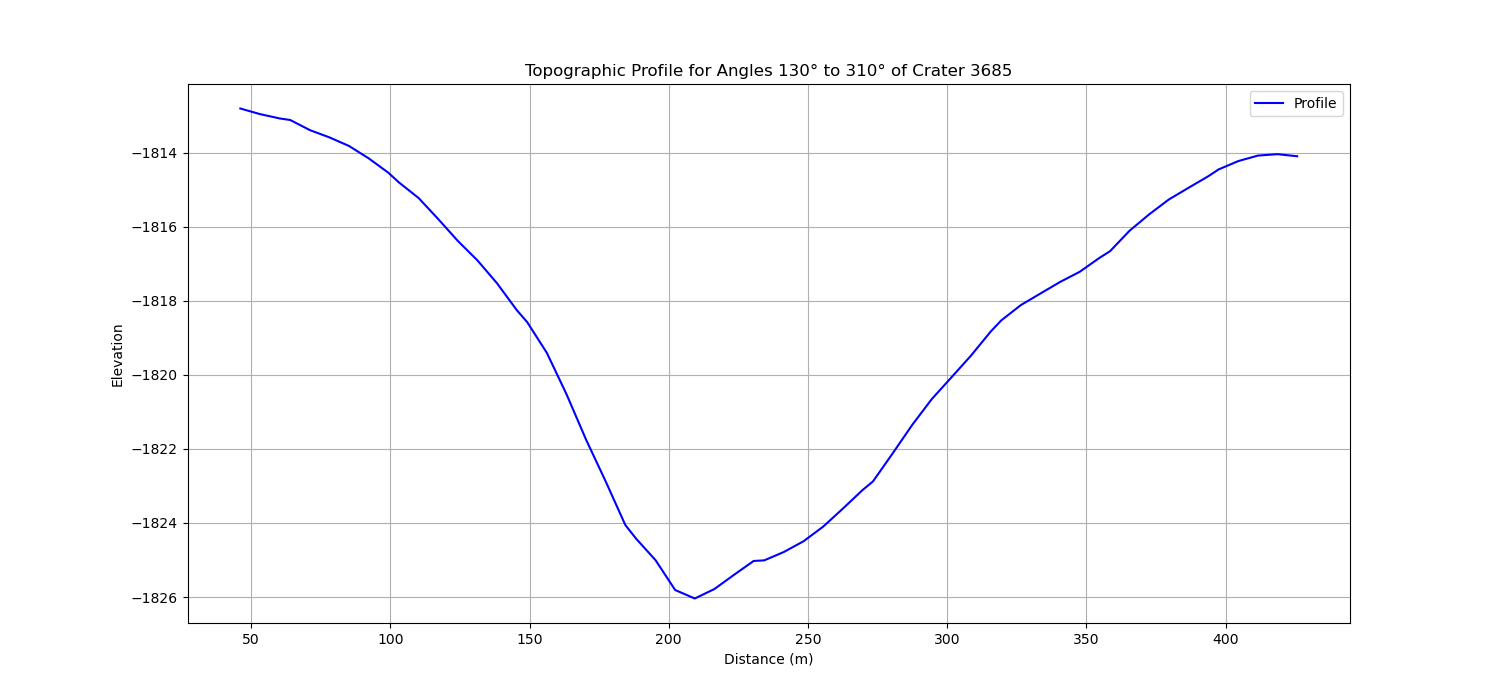 Topographic Profile for Angles 130° to 310° of Crater 3685
Profile
−1814
−1816
−1818
−1820
−1822
−1824
−1826
Elevation
50 100 150 200 250 300 350 400
Distance (m)